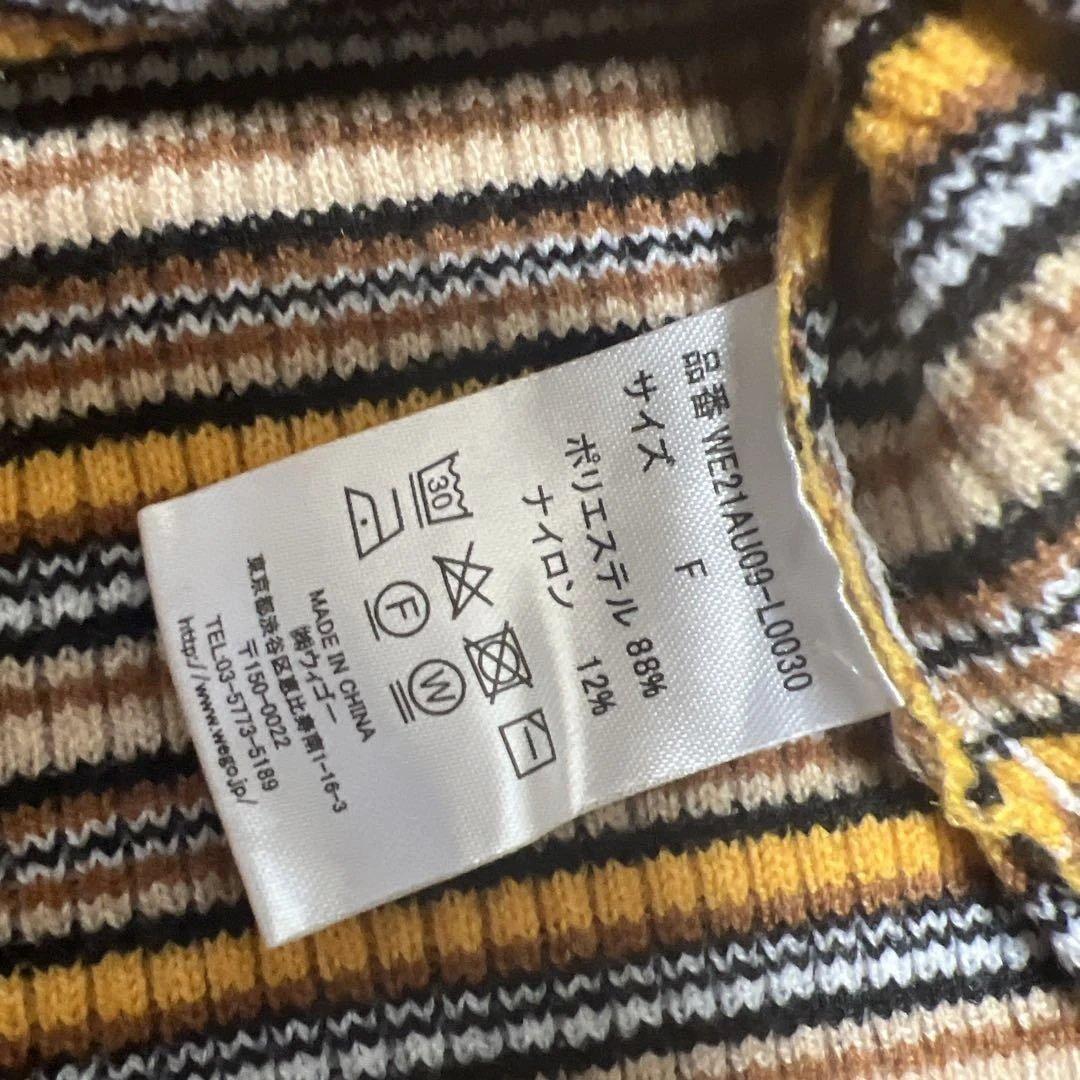 品番 WE21AU09-L0030
サイズ F
ポリエステル 88%
ナイロン 12%
30
F
W
MADE IN CHINA
㈱ウィゴー
東京都渋谷区恵比寿南1-16-3
〒150-0022
TEL:03-5773-5189
http://www.wego.jp/